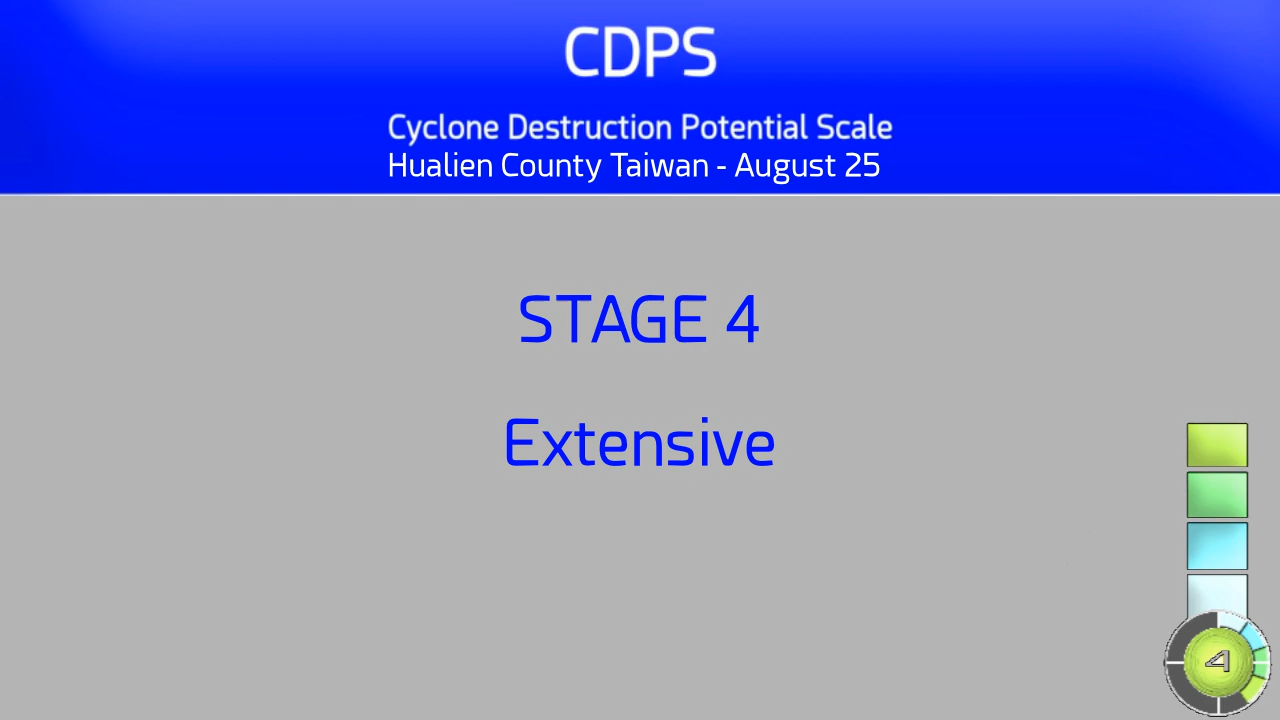 CDPS
Cyclone Destruction Potential Scale
Hualien County Taiwan - August 25
STAGE 4
Extensive
4